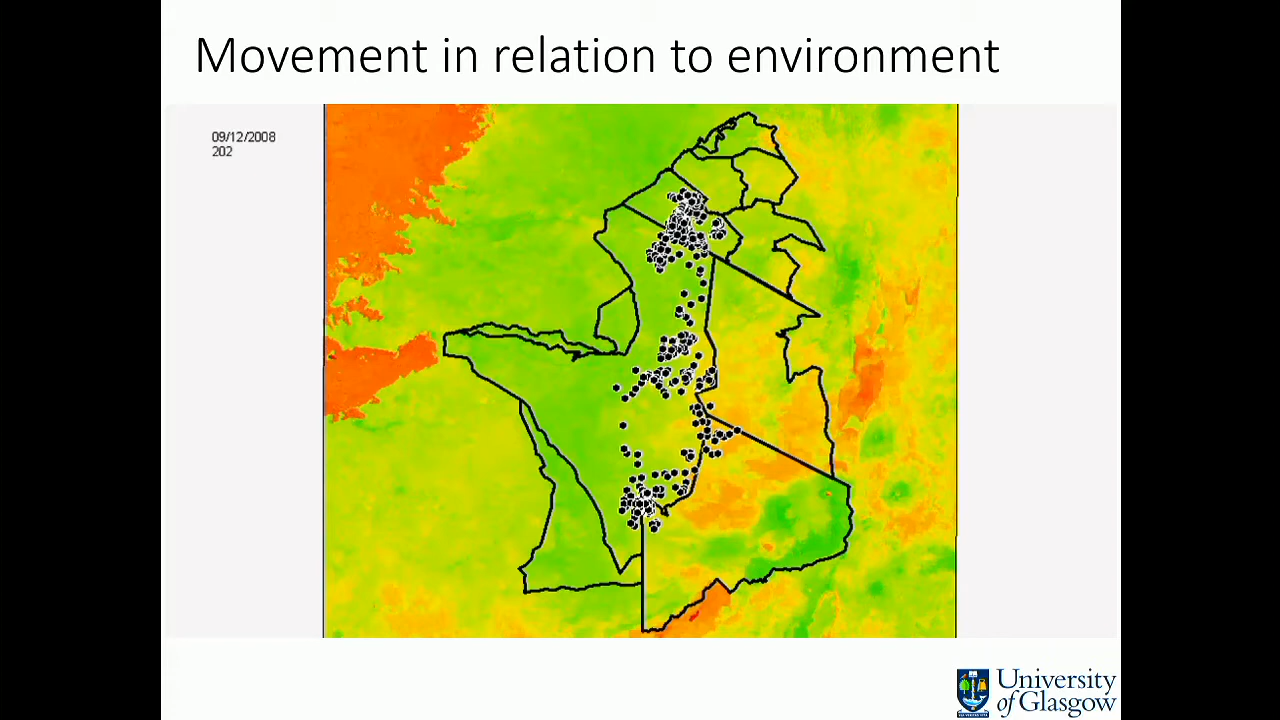 Movement in relation to environment
09/12/2008
202
University
of Glasgow